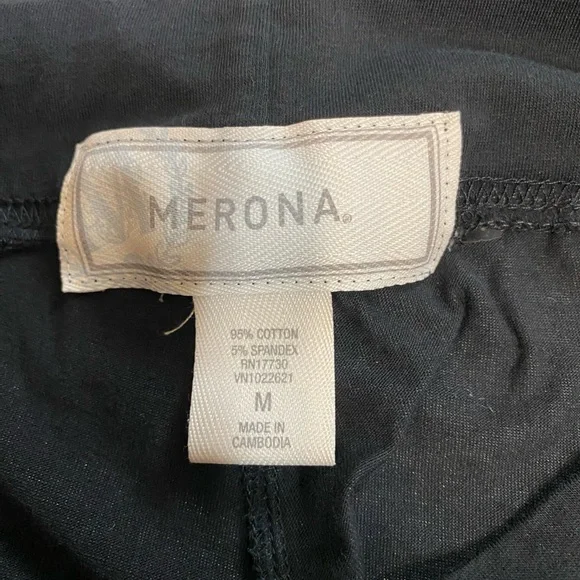 MERONA®
95% COTTON
5% SPANDEX
RN17730
VN1022621
M
MADE IN
CAMBODIA